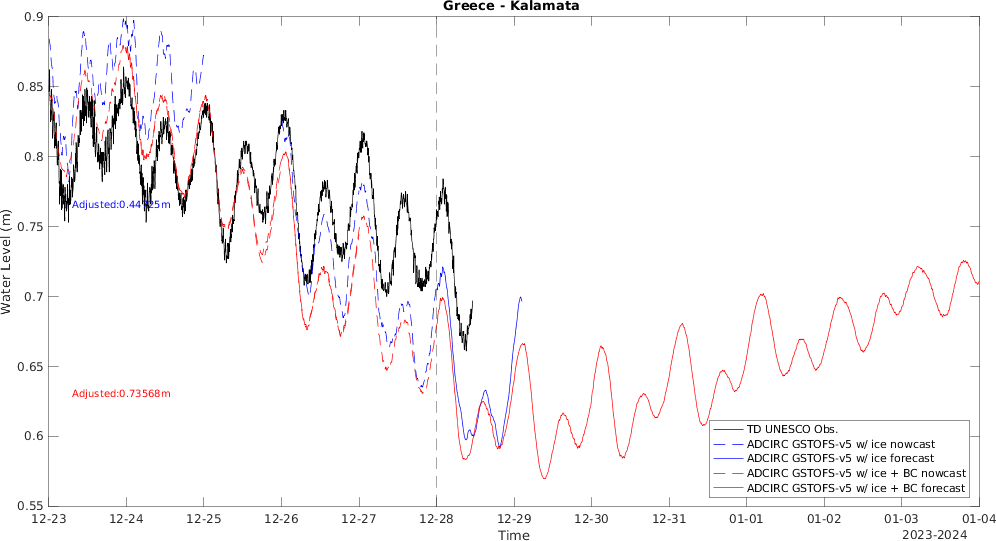 Greece - Kalamata
0.9
0.85
0.8
0.75
0.7
0.65
0.6
0.55
Water Level (m)
Adjusted:0.44
25m
Adjusted:0.73568m
TD UNESCO Obs.
ADCIRC GSTOFS-v5 w/ ice nowcast
ADCIRC GSTOFS-v5 w/ ice forecast
ADCIRC GSTOFS-v5 w/ ice + BC nowcast
ADCIRC GSTOFS-v5 w/ ice + BC forecast
12-23 12-24 12-25 12-26 12-27 12-28 12-29 12-30 12-31 01-01 01-02 01-03 01-04
Time
2023-2024